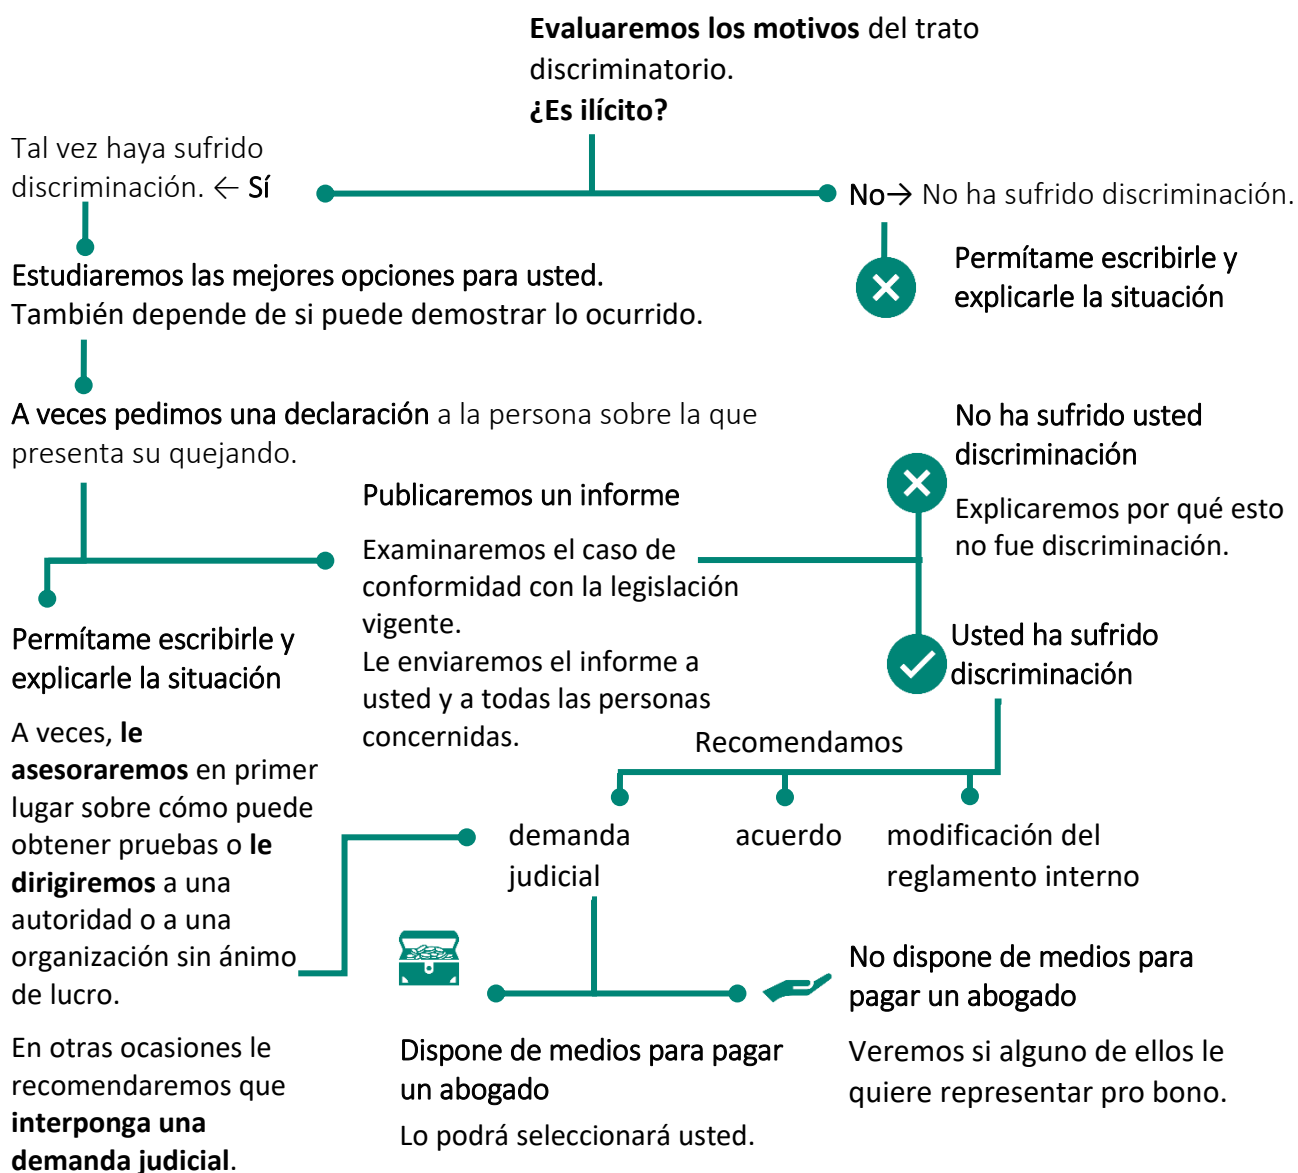 Evaluaremos los motivos del trato
discriminatorio.
¿Es ilícito?
Tal vez haya sufrido
discriminación. ← Sí
No→ No ha sufrido discriminación.
Permítame escribirle y
explicarle la situación
Estudiaremos las mejores opciones para usted.
También depende de si puede demostrar lo ocurrido.
A veces pedimos una declaración a la persona sobre la que
presenta su quejando.
No ha sufrido usted
discriminación
Explicaremos por qué esto
no fue discriminación.
Publicaremos un informe
Examinaremos el caso de
conformidad con la legislación
vigente.
Le enviaremos el informe a
usted y a todas las personas
concernidas.
Usted ha sufrido
discriminación
Permítame escribirle y
explicarle la situación
A veces, le
asesoraremos en primer
lugar sobre cómo puede
obtener pruebas o le
dirigiremos a una
autoridad o a una
organización sin ánimo
de lucro.
En otras ocasiones le
recomendaremos que
interponga una
demanda judicial.
Recomendamos
demanda
judicial
acuerdo
modificación del
reglamento interno
Dispone de medios para pagar
un abogado
Lo podrá seleccionará usted.
No dispone de medios para
pagar un abogado
Veremos si alguno de ellos le
quiere representar pro bono.